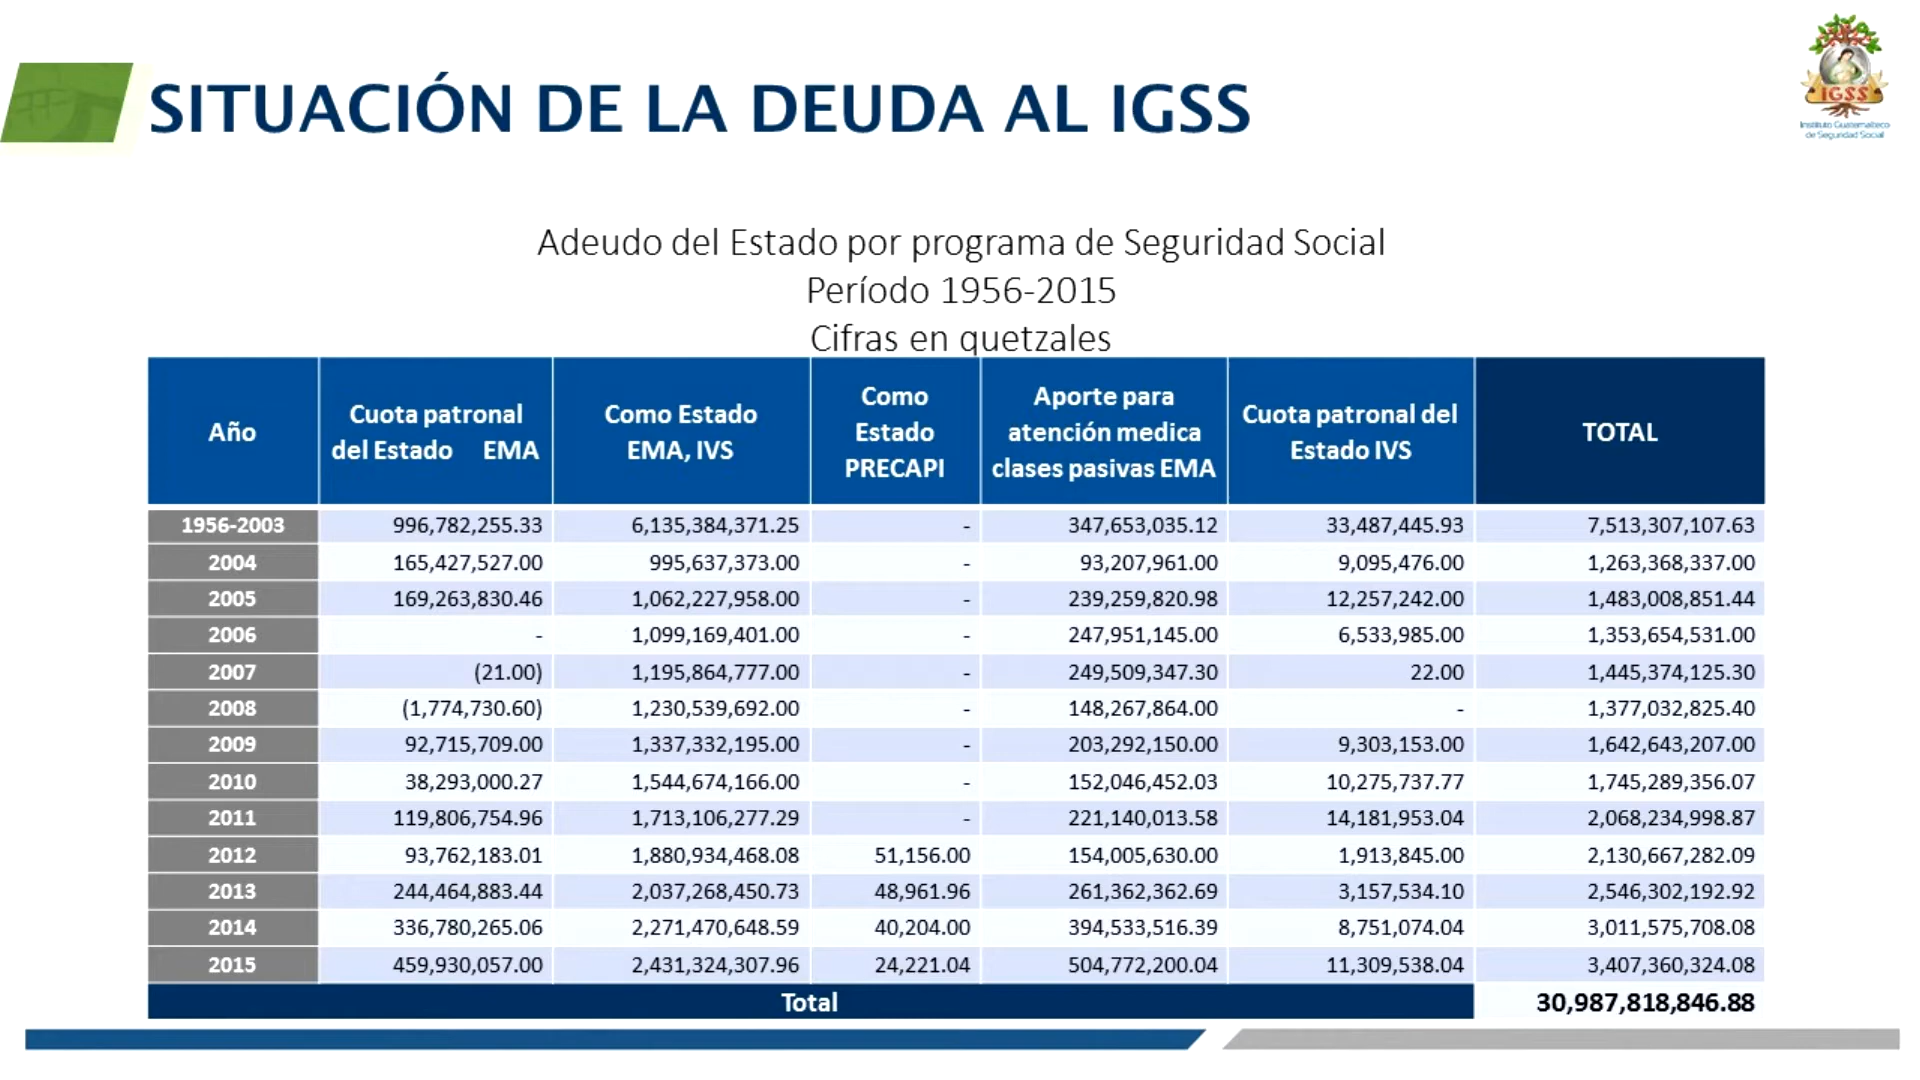 SITUACIÓN DE LA DEUDA AL IGSS
IGSS
Instituto Guatemalteco
de Seguridad Social
Adeudo del Estado por programa de Seguridad Social
Período 1956-2015
Cifras en quetzales
Año | Cuota patronal del Estado EMA | Como Estado EMA, IVS | Como Estado PRECAPI | Aporte para atención medica clases pasivas EMA | Cuota patronal del Estado IVS | TOTAL
1956-2003 | 996,782,255.33 | 6,135,384,371.25 | - | 347,653,035.12 | 33,487,445.93 | 7,513,307,107.63
2004 | 165,427,527.00 | 995,637,373.00 | - | 93,207,961.00 | 9,095,476.00 | 1,263,368,337.00
2005 | 169,263,830.46 | 1,062,227,958.00 | - | 239,259,820.98 | 12,257,242.00 | 1,483,008,851.44
2006 | - | 1,099,169,401.00 | - | 247,951,145.00 | 6,533,985.00 | 1,353,654,531.00
2007 | (21.00) | 1,195,864,777.00 | - | 249,509,347.30 | 22.00 | 1,445,374,125.30
2008 | (1,774,730.60) | 1,230,539,692.00 | - | 148,267,864.00 | - | 1,377,032,825.40
2009 | 92,715,709.00 | 1,337,332,195.00 | - | 203,292,150.00 | 9,303,153.00 | 1,642,643,207.00
2010 | 38,293,000.27 | 1,544,674,166.00 | - | 152,046,452.03 | 10,275,737.77 | 1,745,289,356.07
2011 | 119,806,754.96 | 1,713,106,277.29 | - | 221,140,013.58 | 14,181,953.04 | 2,068,234,998.87
2012 | 93,762,183.01 | 1,880,934,468.08 | 51,156.00 | 154,005,630.00 | 1,913,845.00 | 2,130,667,282.09
2013 | 244,464,883.44 | 2,037,268,450.73 | 48,961.96 | 261,362,362.69 | 3,157,534.10 | 2,546,302,192.92
2014 | 336,780,265.06 | 2,271,470,648.59 | 40,204.00 | 394,533,516.39 | 8,751,074.04 | 3,011,575,708.08
2015 | 459,930,057.00 | 2,431,324,307.96 | 24,221.04 | 504,772,200.04 | 11,309,538.04 | 3,407,360,324.08
Total | 30,987,818,846.88